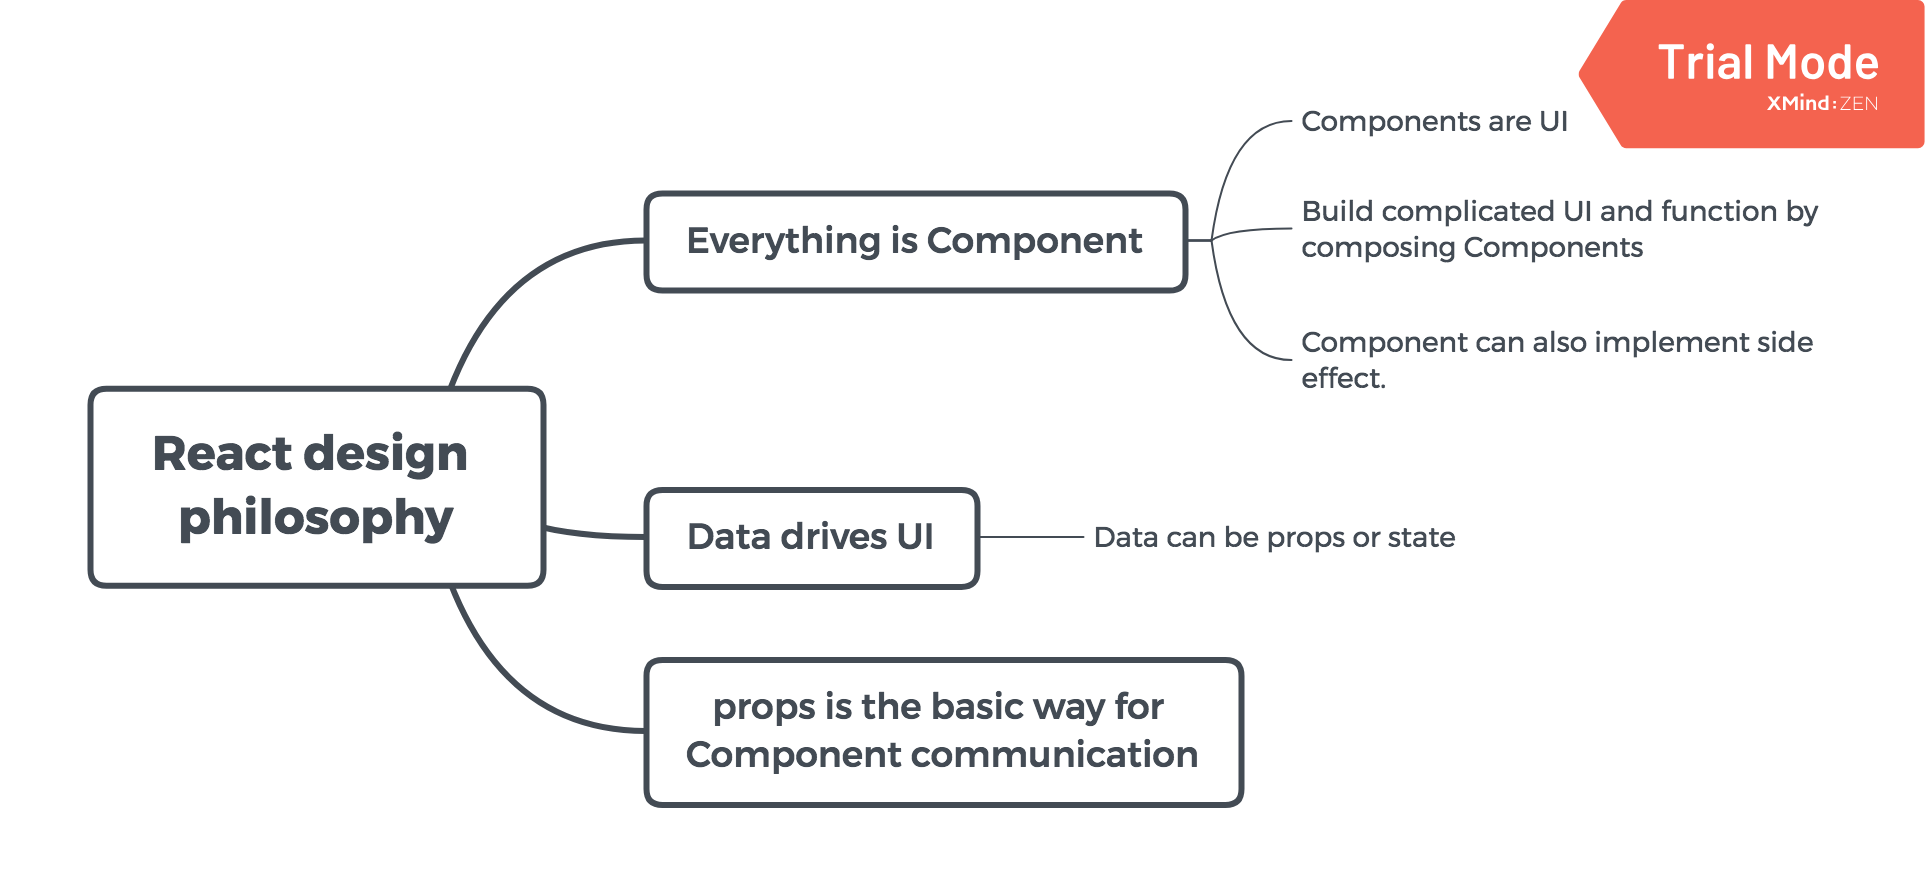 Trial Mode
XMind:ZEN
Components are UI
Build complicated UI and function by
composing Components
Everything is Component
Component can also implement side
effect.
React design
philosophy
Data drives UI
Data can be props or state
props is the basic way for
Component communication